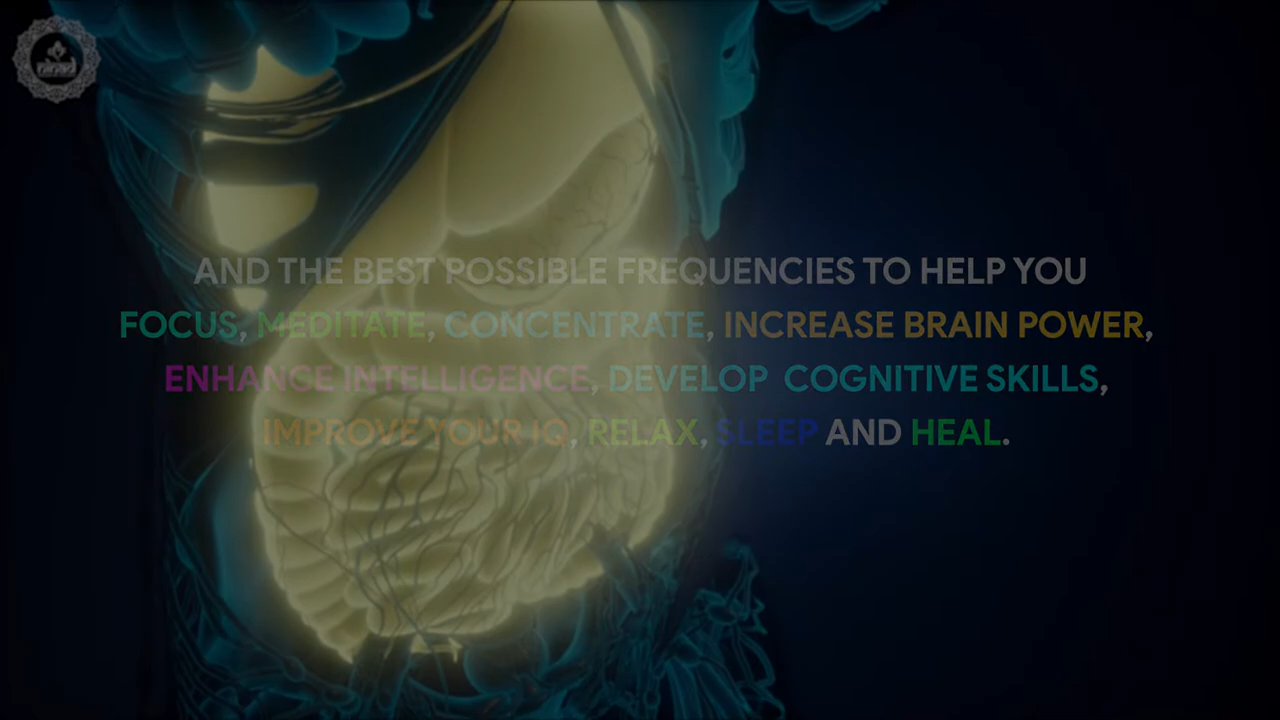 AND THE BEST POSSIBLE FREQUENCIES TO HELP YOU
FOCUS, MEDITATE, CONCENTRATE, INCREASE BRAIN POWER,
ENHANCE INTELLIGENCE, DEVELOP COGNITIVE SKILLS,
IMPROVE YOUR IQ, RELAX, SLEEP AND HEAL.